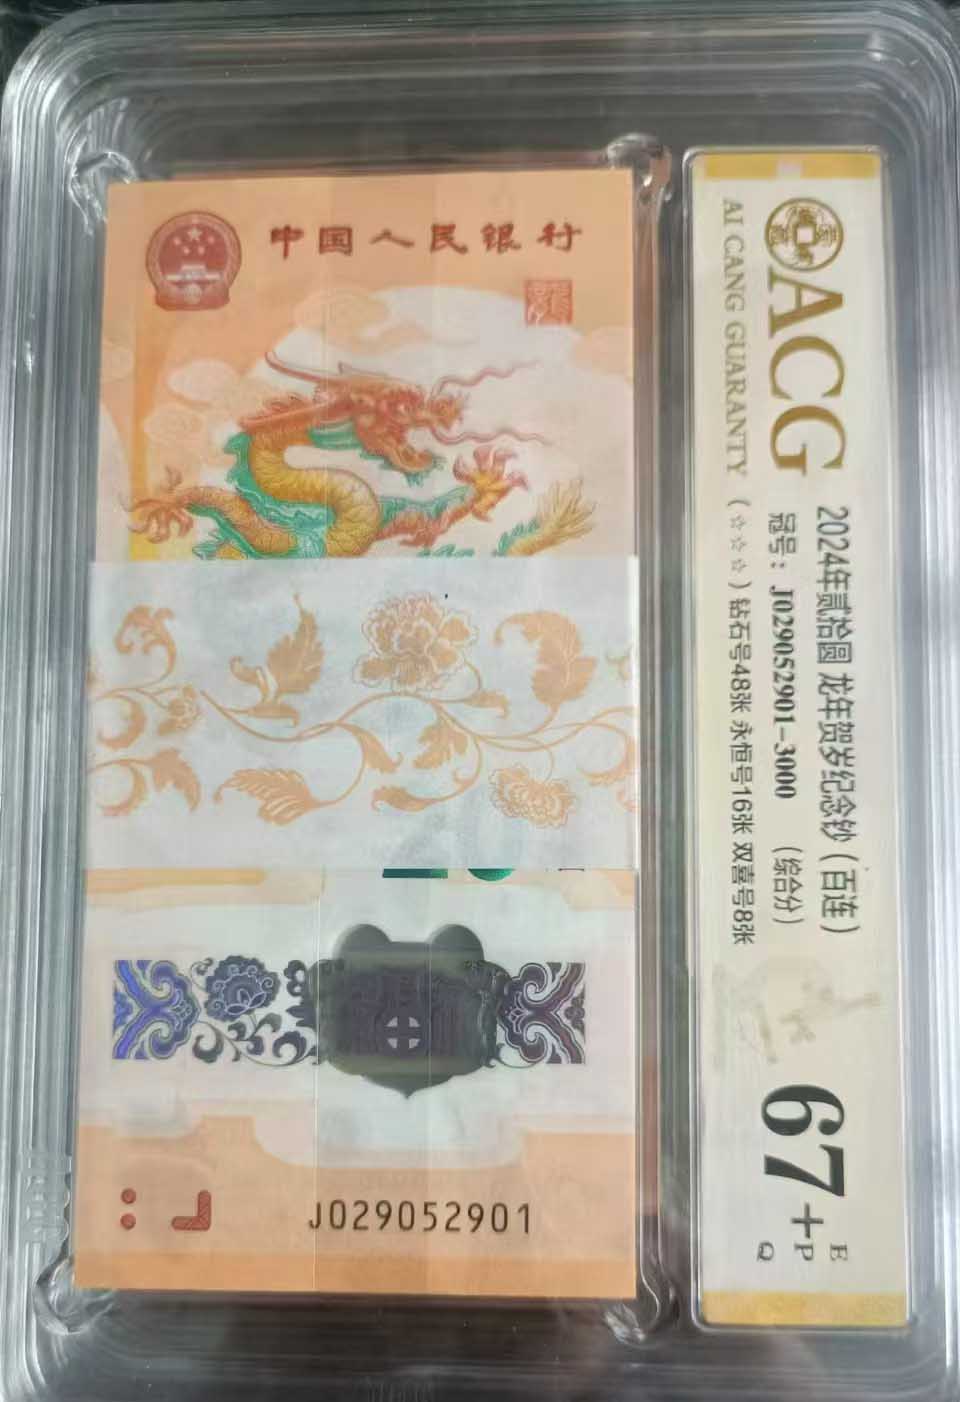 中国人民银行
J029052901
ACG
AI CANG GUARANTY
2024年贰拾圆 龙年贺岁纪念钞（百连）
冠号：J029052901-3000 （综合分）
（☆☆☆）钻石号48张 永恒号16张 双喜号8张
67+
E
P
Q